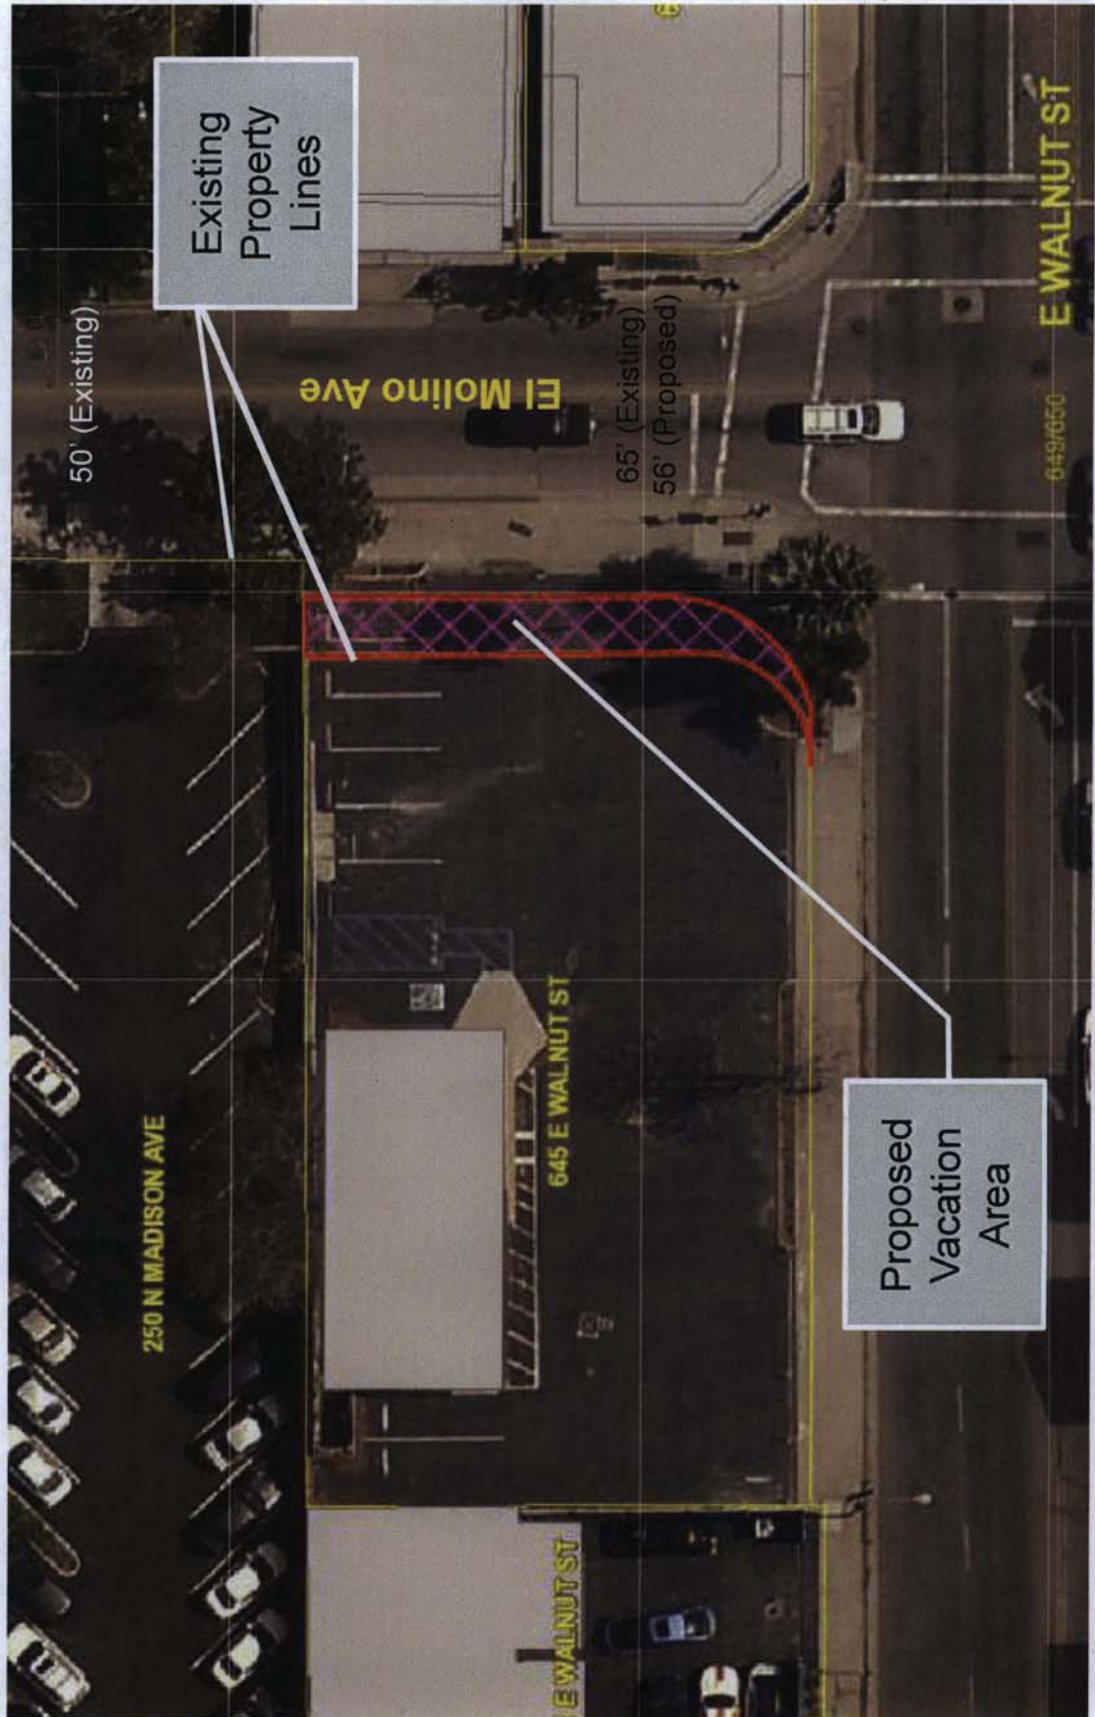 50' (Existing)
Existing
Property
Lines
El Molino Ave
65' (Existing)
56' (Proposed)
E WALNUT ST
649/650
250 N MADISON AVE
645 E WALNUT ST
Proposed
Vacation
Area
E WALNUT ST